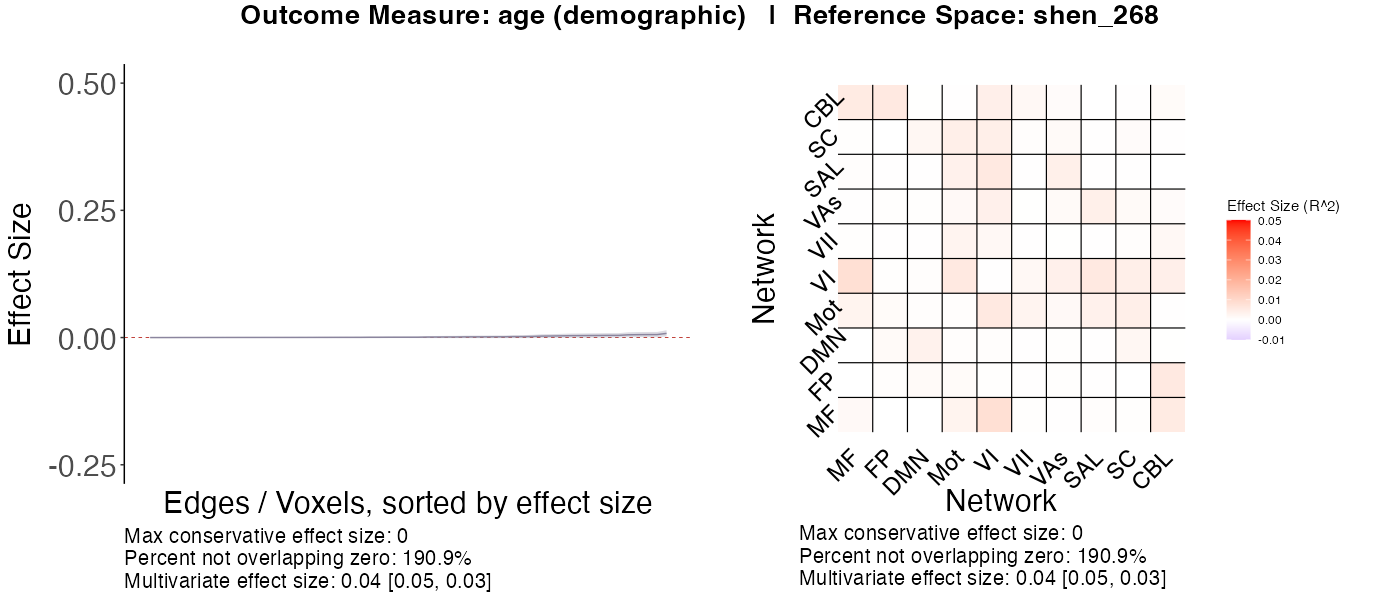 Outcome Measure: age (demographic) | Reference Space: shen_268
0.50
0.25
0.00
-0.25
Effect Size
Edges / Voxels, sorted by effect size
Max conservative effect size: 0
Percent not overlapping zero: 190.9%
Multivariate effect size: 0.04 [0.05, 0.03]
Network
CBL
SC
SAL
VAs
VII
VI
Mot
DMN
FP
MF
MF FP DMN Mot VI VII VAs SAL SC CBL
Network
Max conservative effect size: 0
Percent not overlapping zero: 190.9%
Multivariate effect size: 0.04 [0.05, 0.03]
Effect Size (R^2)
0.05
0.04
0.03
0.02
0.01
0.00
-0.01